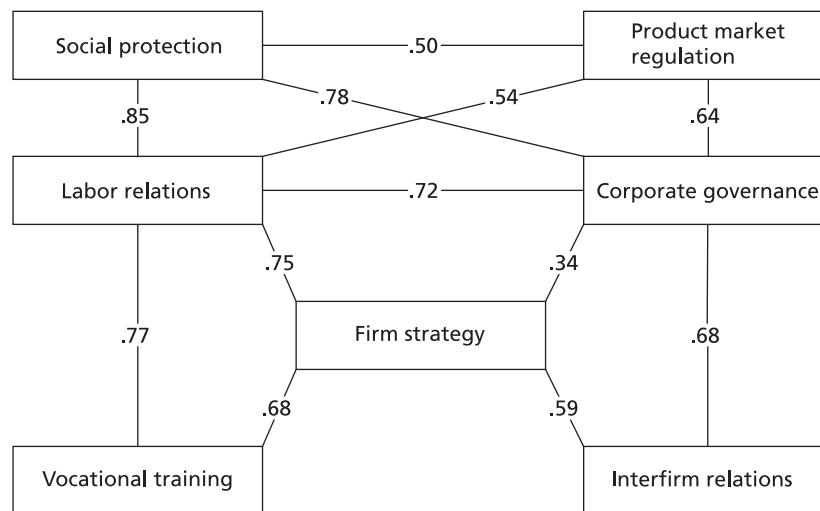 Social protection
.50
Product market
regulation
.78
.54
.85
.64
Labor relations
.72
Corporate governance
.75
.34
.77
Firm strategy
.68
.68
.59
Vocational training
Interfirm relations